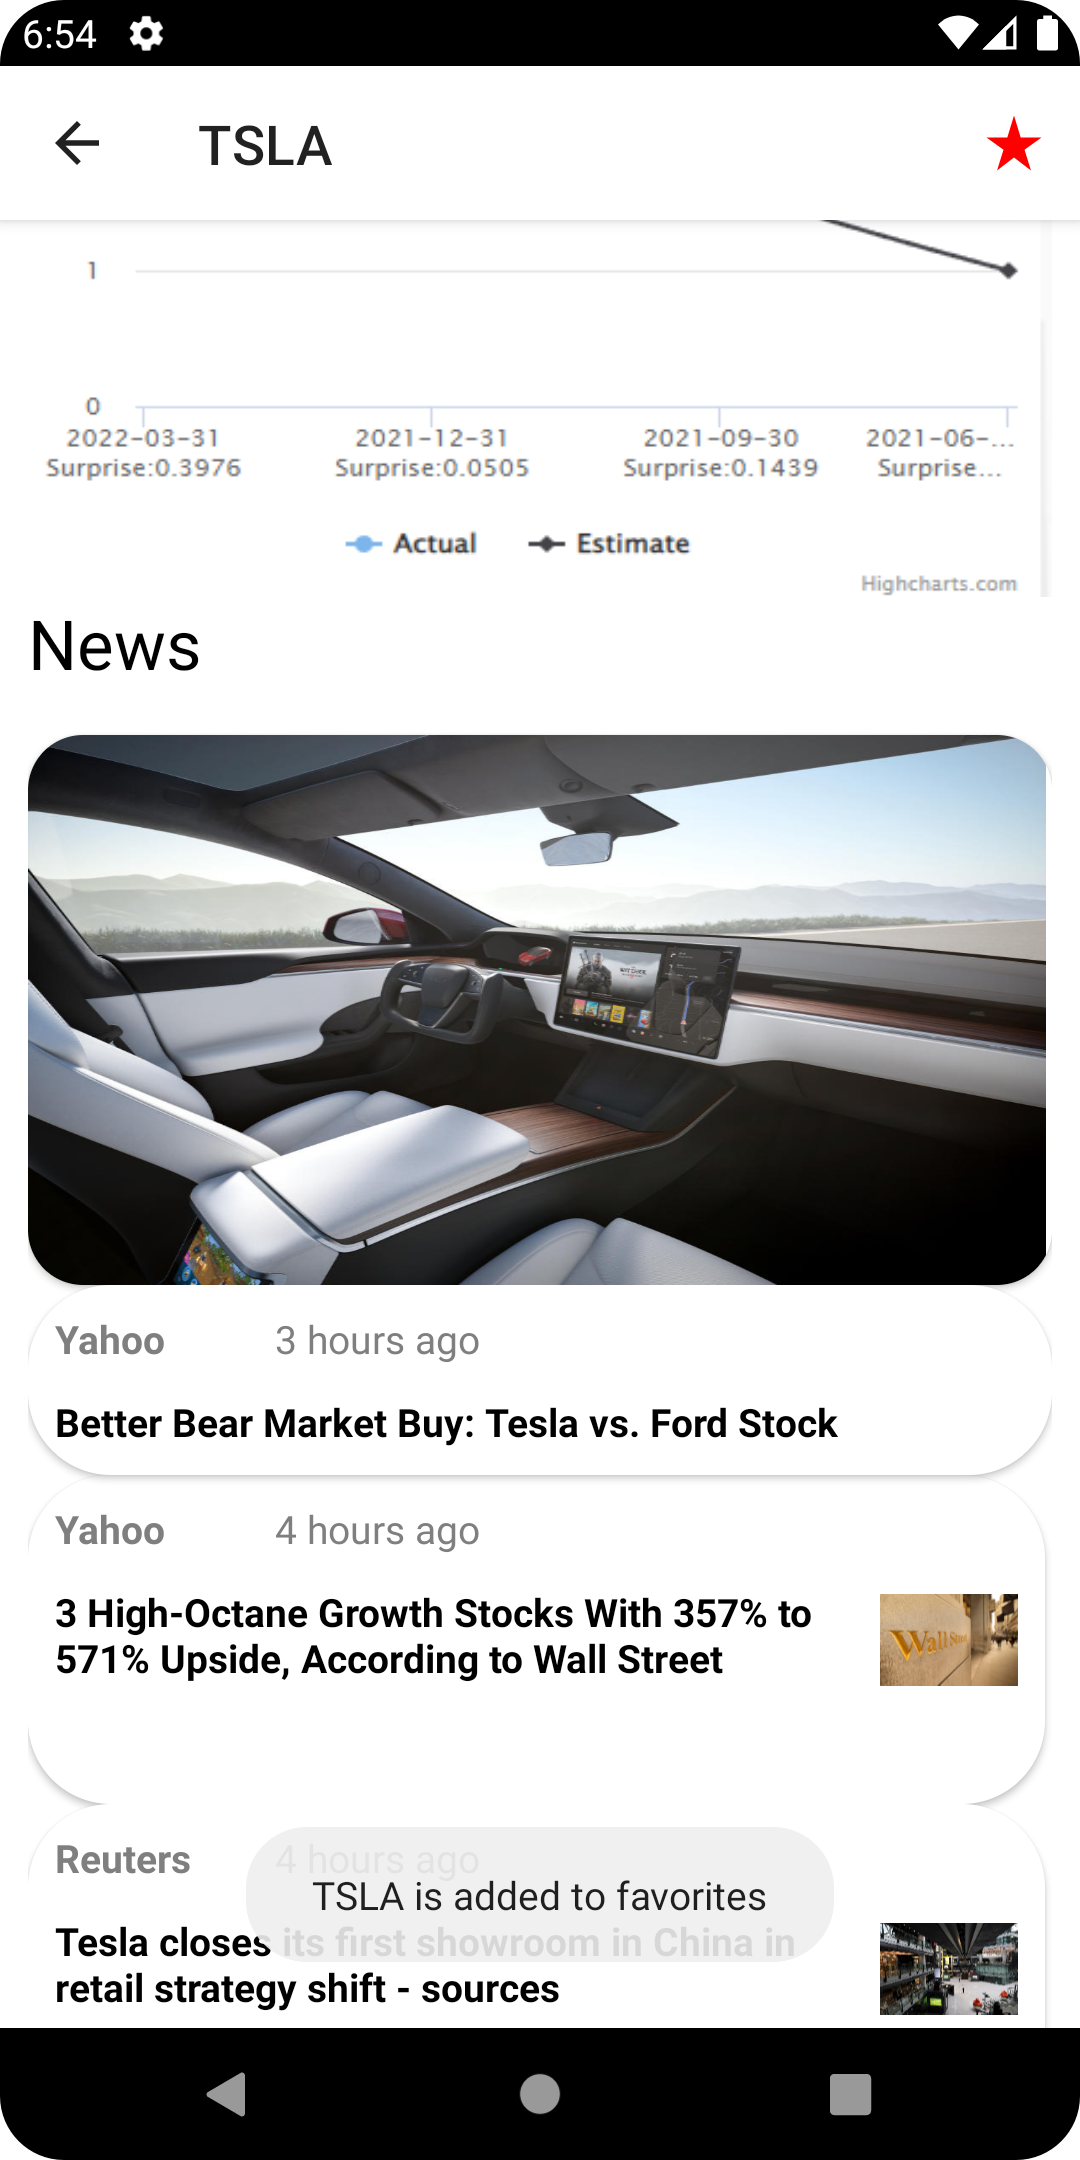 6:54
TSLA
1
0
2022-03-31
Surprise:0.3976
2021-12-31
Surprise:0.0505
2021-09-30
Surprise:0.1439
2021-06-...
Surprise...
Actual
Estimate
Highcharts.com
News
Yahoo 3 hours ago
Better Bear Market Buy: Tesla vs. Ford Stock
Yahoo 4 hours ago
3 High-Octane Growth Stocks With 357% to
571% Upside, According to Wall Street
Wall Street
Reuters 4 hours ago
TSLA is added to favorites
Tesla closes its first showroom in China in
retail strategy shift - sources